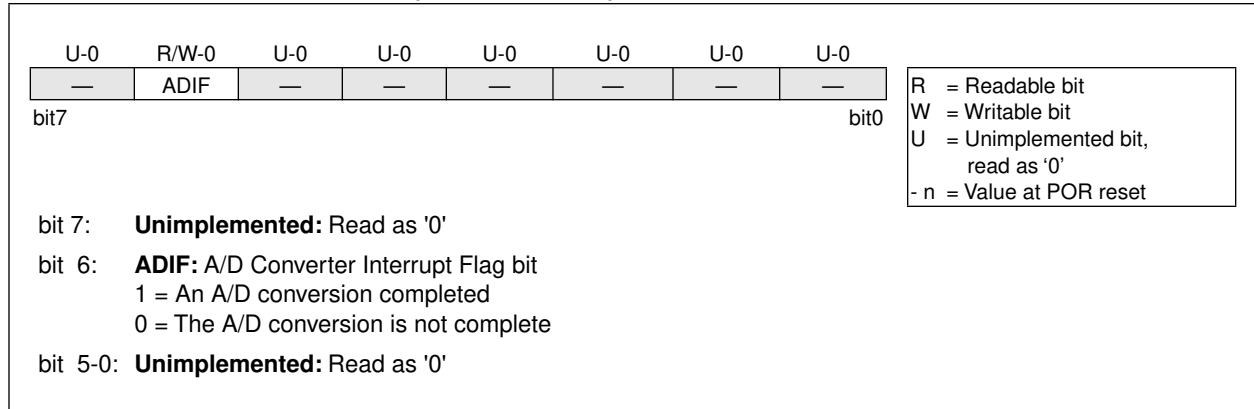 U-0 R/W-0 U-0 U-0 U-0 U-0 U-0 U-0
— ADIF — — — — — —
bit7 bit0
R = Readable bit
W = Writable bit
U = Unimplemented bit,
read as ‘0’
- n = Value at POR reset
bit 7: Unimplemented: Read as '0'
bit 6: ADIF: A/D Converter Interrupt Flag bit
1 = An A/D conversion completed
0 = The A/D conversion is not complete
bit 5-0: Unimplemented: Read as '0'